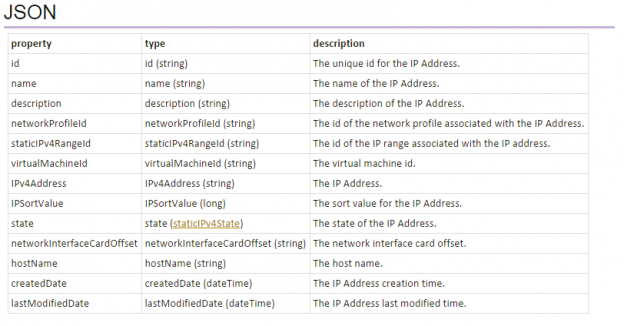 JSON
property type description
id id (string) The unique id for the IP Address.
name name (string) The name of the IP Address.
description description (string) The description of the IP Address.
networkProfileId networkProfileId (string) The id of the network profile associated with the IP Address.
staticIPv4RangeId staticIPv4RangeId (string) The id of the IP range associated with the IP address.
virtualMachineId virtualMachineId (string) The virtual machine id.
IPv4Address IPv4Address (string) The IP Address.
IPSortValue IPSortValue (long) The sort value for the IP Address.
state state (staticIPv4State) The state of the IP Address.
networkInterfaceCardOffset networkInterfaceCardOffset (string) The network interface card offset.
hostName hostName (string) The host name.
createdDate createdDate (dateTime) The IP Address creation time.
lastModifiedDate lastModifiedDate (dateTime) The IP Address last modified time.